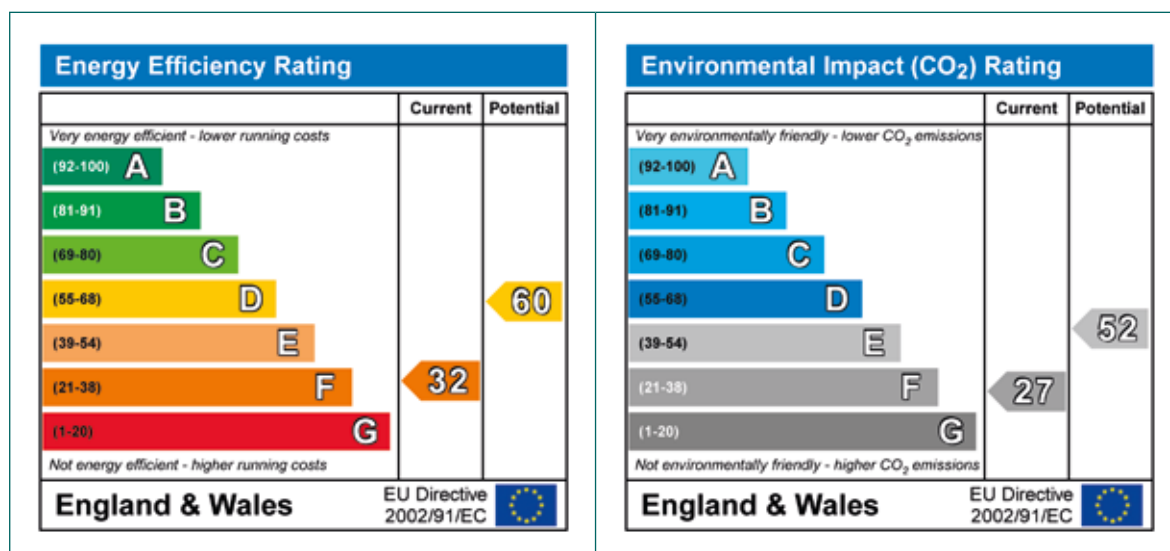 Energy Efficiency Rating
Current Potential
Very energy efficient - lower running costs
(92-100) A
(81-91) B
(69-80) C
(55-68) D
60
(39-54) E
(21-38) F
32
(1-20) G
Not energy efficient - higher running costs
England & Wales
EU Directive
2002/91/EC
Environmental Impact (CO₂) Rating
Current Potential
Very environmentally friendly - lower CO₂ emissions
(92-100) A
(81-91) B
(69-80) C
(55-68) D
(39-54) E
52
(21-38) F
27
(1-20) G
Not environmentally friendly - higher CO₂ emissions
England & Wales
EU Directive
2002/91/EC